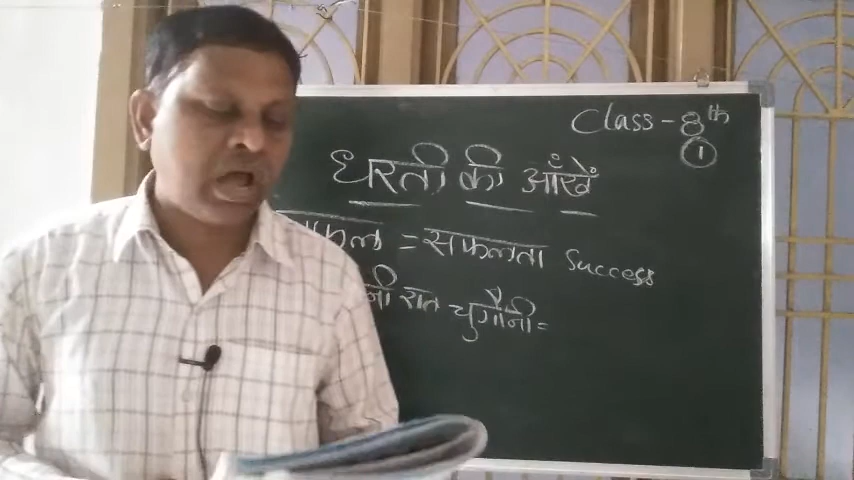 Class - 8th
1
धरती की आँखें
= सफलता Success
रात चुगौनी =